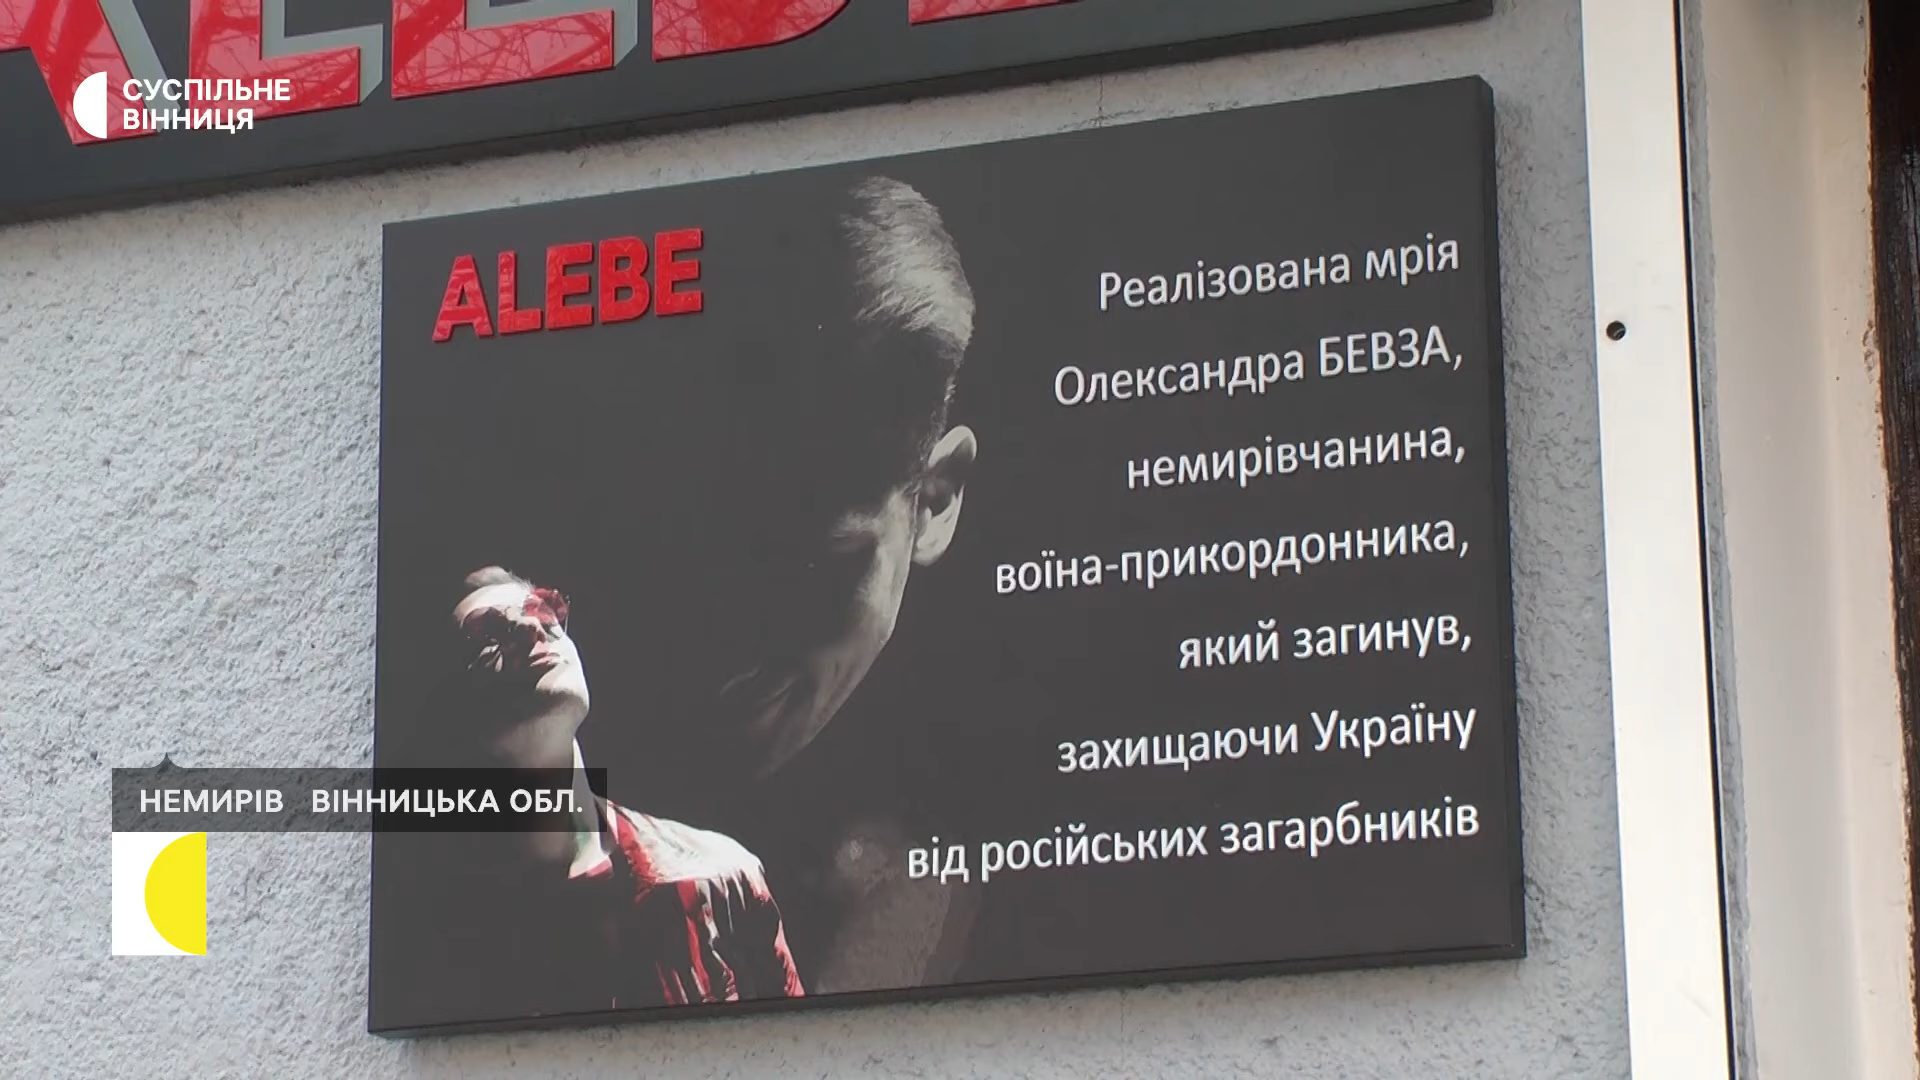 ALEBE
СУСПІЛЬНЕ
ВІННИЦЯ
ALEBE
Реалізована мрія
Олександра БЕВЗА,
немирівчанина,
воїна-прикордонника,
який загинув,
захищаючи Україну
від російських загарбників
НЕМИРІВ ВІННИЦЬКА ОБЛ.